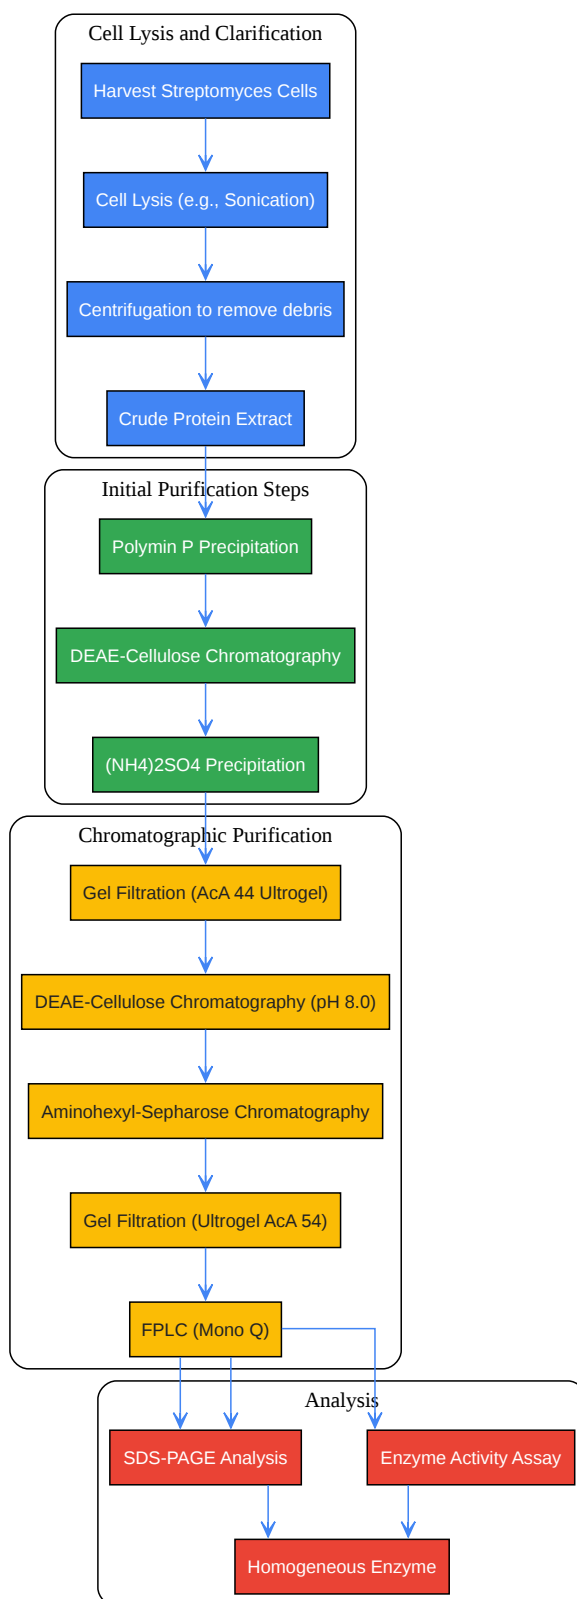 Cell Lysis and Clarification
Harvest Streptomyces Cells
Cell Lysis (e.g., Sonication)
Centrifugation to remove debris
Crude Protein Extract
Initial Purification Steps
Polymin P Precipitation
DEAE-Cellulose Chromatography
(NH4)2SO4 Precipitation
Chromatographic Purification
Gel Filtration (AcA 44 Ultrogel)
DEAE-Cellulose Chromatography (pH 8.0)
Aminohexyl-Sepharose Chromatography
Gel Filtration (Ultrogel AcA 54)
FPLC (Mono Q)
Analysis
SDS-PAGE Analysis
Enzyme Activity Assay
Homogeneous Enzyme